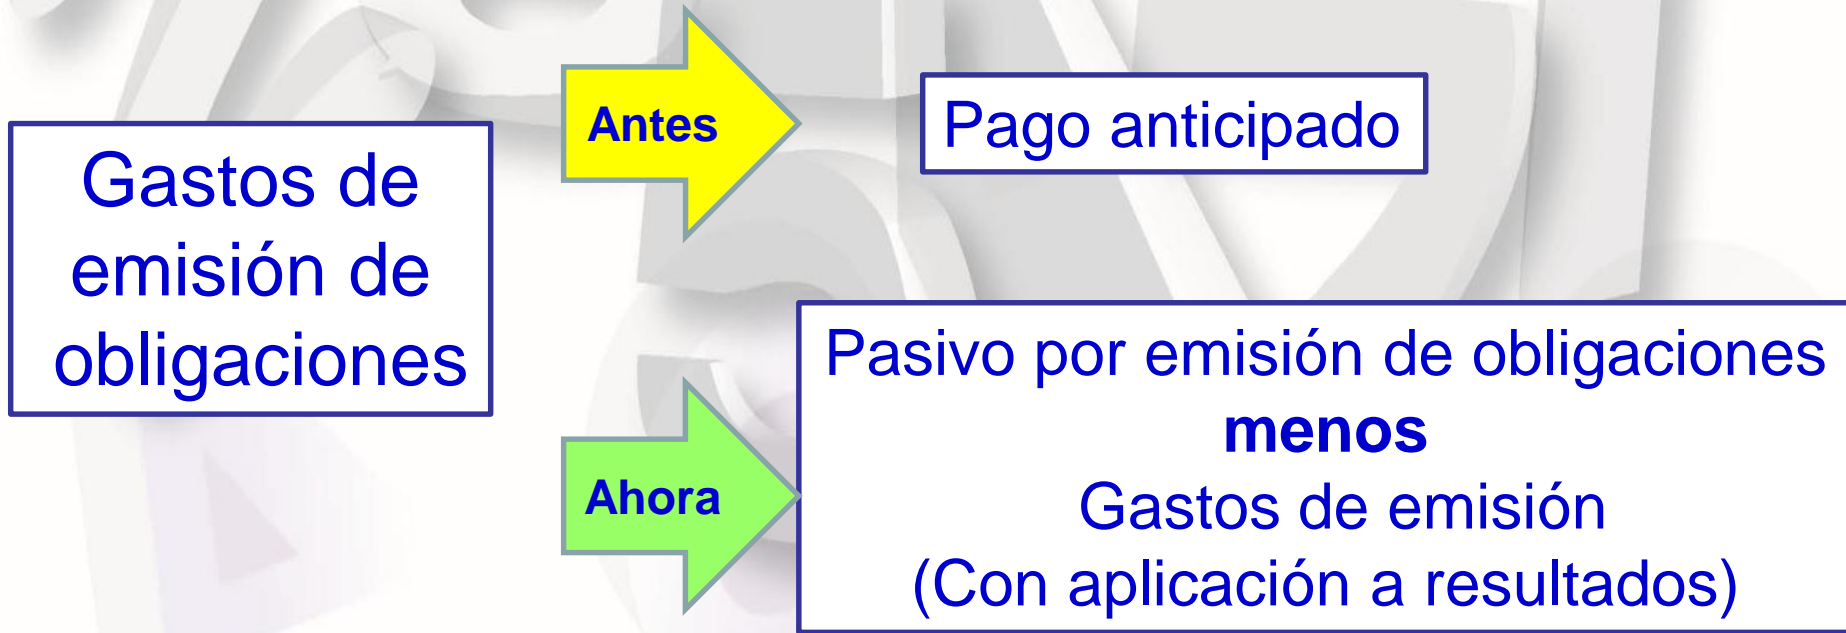 Gastos de
emisión de
obligaciones
Antes
Pago anticipado
Ahora
Pasivo por emisión de obligaciones
menos
Gastos de emisión
(Con aplicación a resultados)